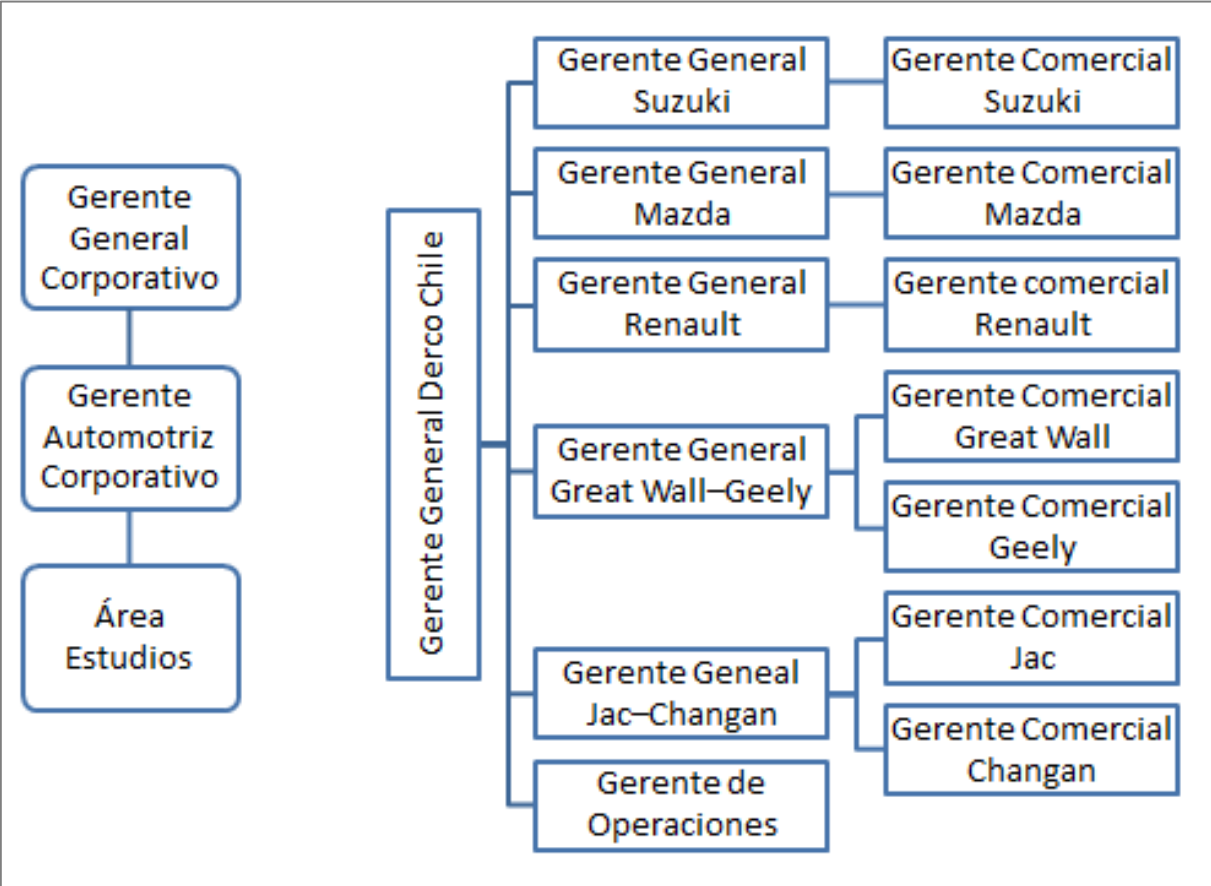 Gerente
General
Corporativo
Gerente
Automotriz
Corporativo
Área
Estudios
Gerente General Derco Chile
Gerente General
Suzuki
Gerente Comercial
Suzuki
Gerente General
Mazda
Gerente Comercial
Mazda
Gerente General
Renault
Gerente comercial
Renault
Gerente General
Great Wall–Geely
Gerente Comercial
Great Wall
Gerente Comercial
Geely
Gerente Geneal
Jac–Changan
Gerente Comercial
Jac
Gerente Comercial
Changan
Gerente de
Operaciones